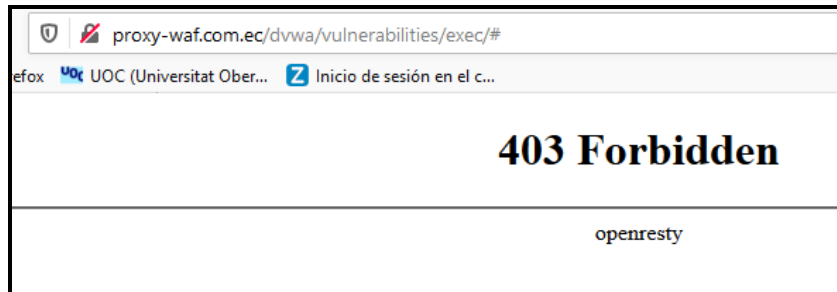 proxy-waf.com.ec/dvwa/vulnerabilities/exec/#
efox UOC UOC (Universitat Ober... Z Inicio de sesión en el c...
403 Forbidden
openresty